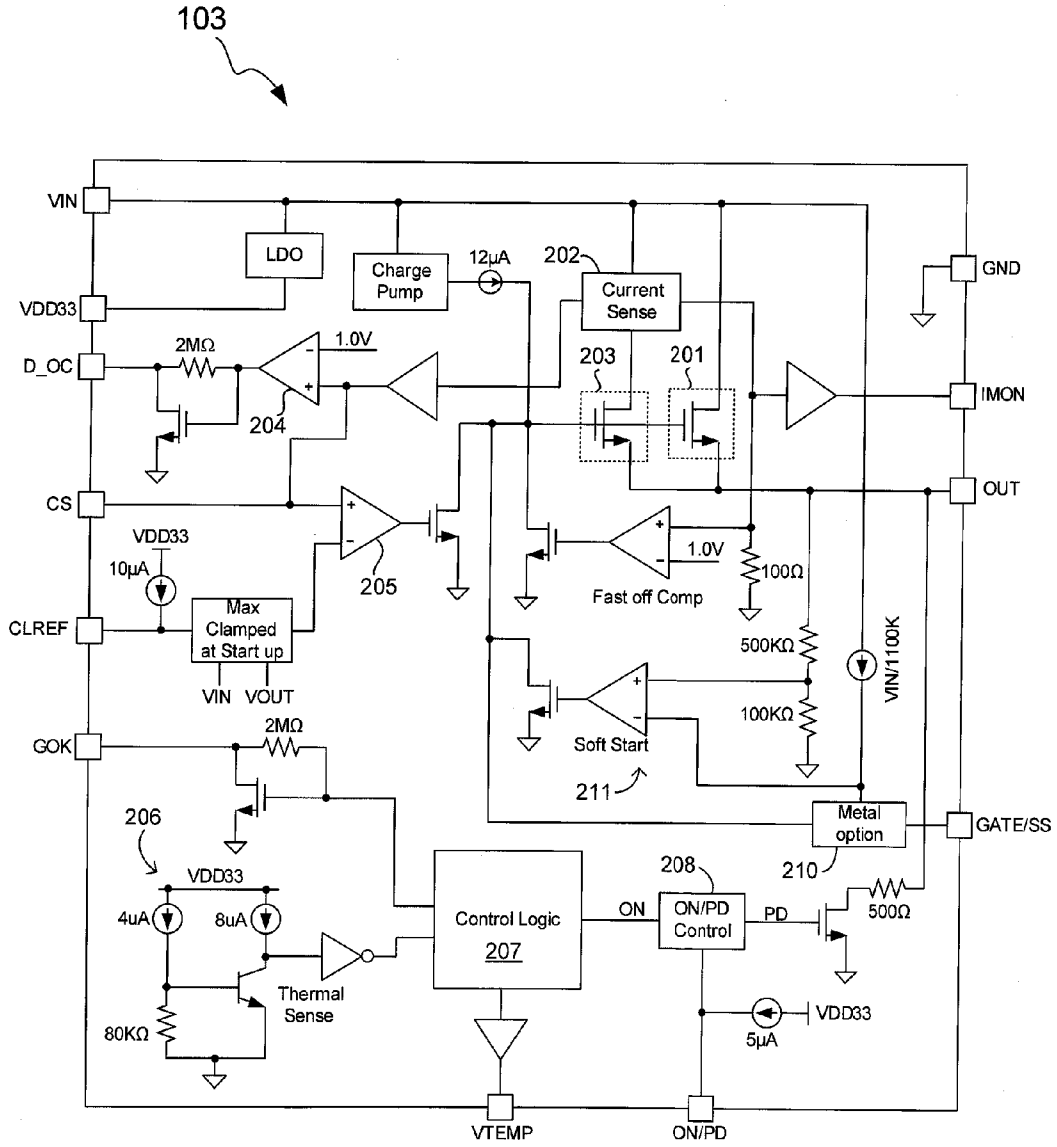 103
VIN
LDO
Charge
Pump
12µA
202
Current
Sense
GND
VDD33
D_OC
2MΩ
1.0V
-
+
204
203
201
IMON
CS
+
-
205
OUT
VDD33
10µA
+
-
1.0V
Fast off Comp
100Ω
CLREF
Max
Clamped
at Start up
VIN
VOUT
500KΩ
VIN/1100K
+
-
100KΩ
Soft Start
211
GOK
2MΩ
Metal
option
210
GATE/SS
206
VDD33
4uA
8uA
Thermal
Sense
80KΩ
Control Logic
207
ON
208
ON/PD
Control
PD
500Ω
5µA
VDD33
VTEMP
ON/PD